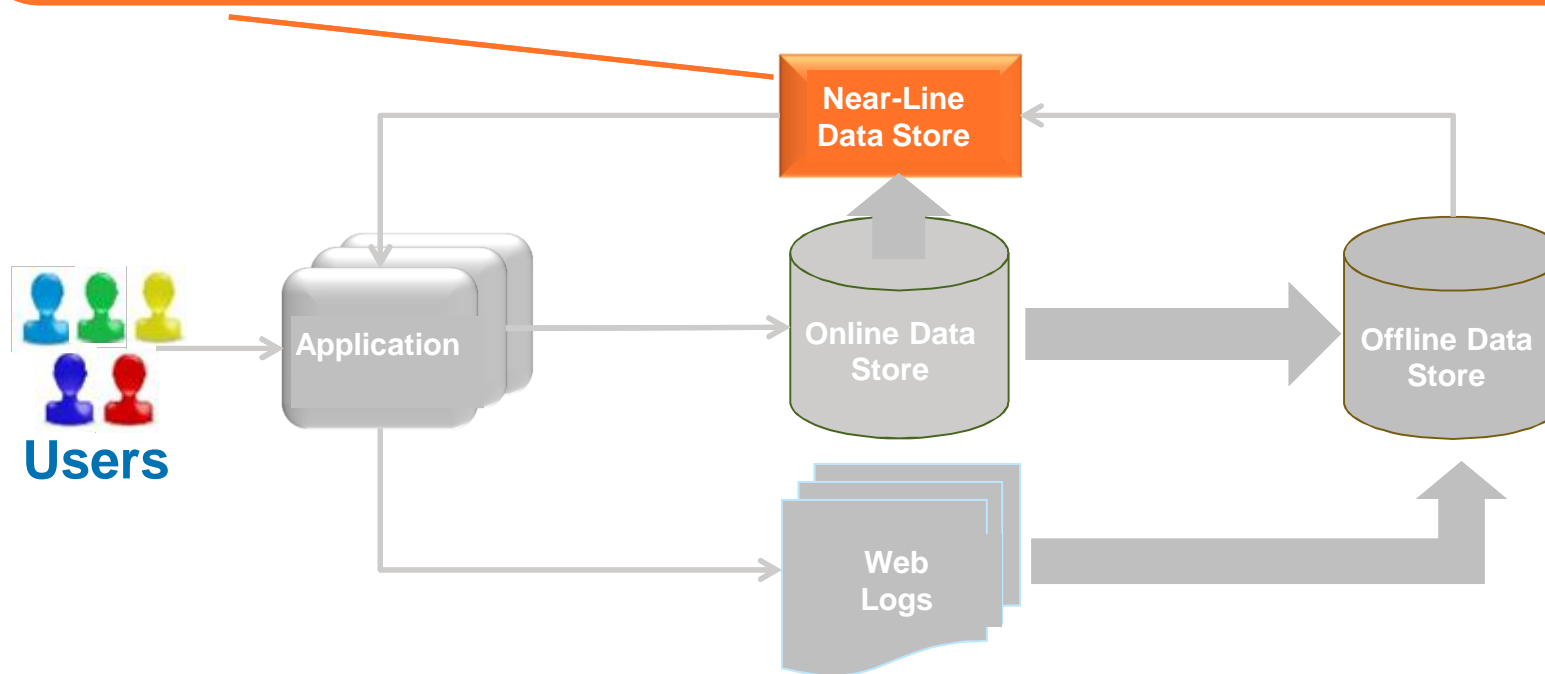 Near-Line
Data Store
Application
Online Data
Store
Offline Data
Store
Users
Web
Logs